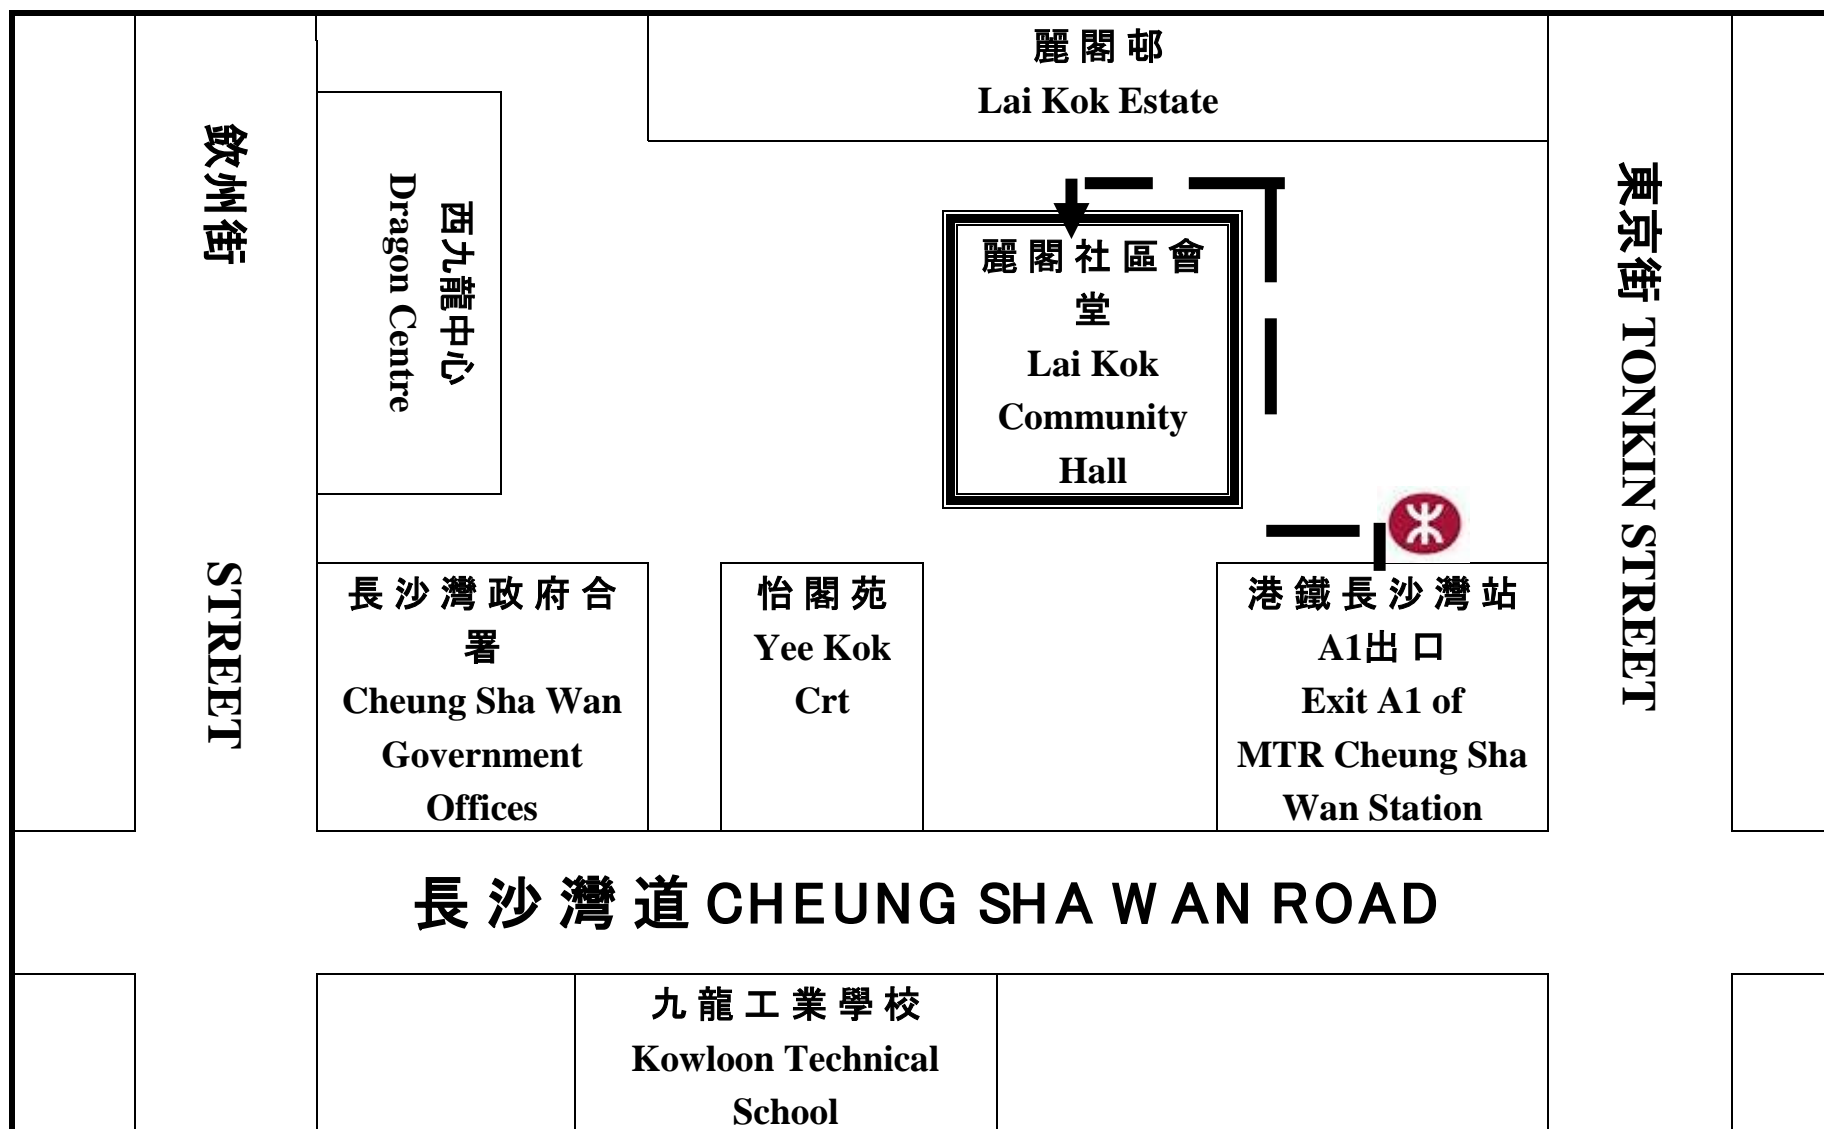 麗閣邨
Lai Kok Estate
欽州街 STREET
西九龍中心
Dragon Centre
麗閣社區會
堂
Lai Kok
Community
Hall
東京街 TONKIN STREET
長沙灣政府合
署
Cheung Sha Wan
Government
Offices
怡閣苑
Yee Kok
Crt
港鐵長沙灣站
A1出口
Exit A1 of
MTR Cheung Sha
Wan Station
長沙灣道 CHEUNG SHA WAN ROAD
九龍工業學校
Kowloon Technical
School